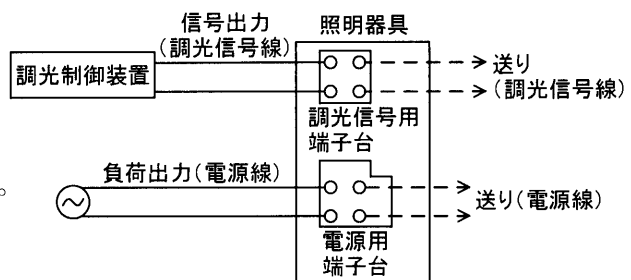 信号出力
(調光信号線)
照明器具
調光制御装置
送り
(調光信号線)
調光信号用
端子台
負荷出力(電源線)
送り(電源線)
電源用
端子台
。